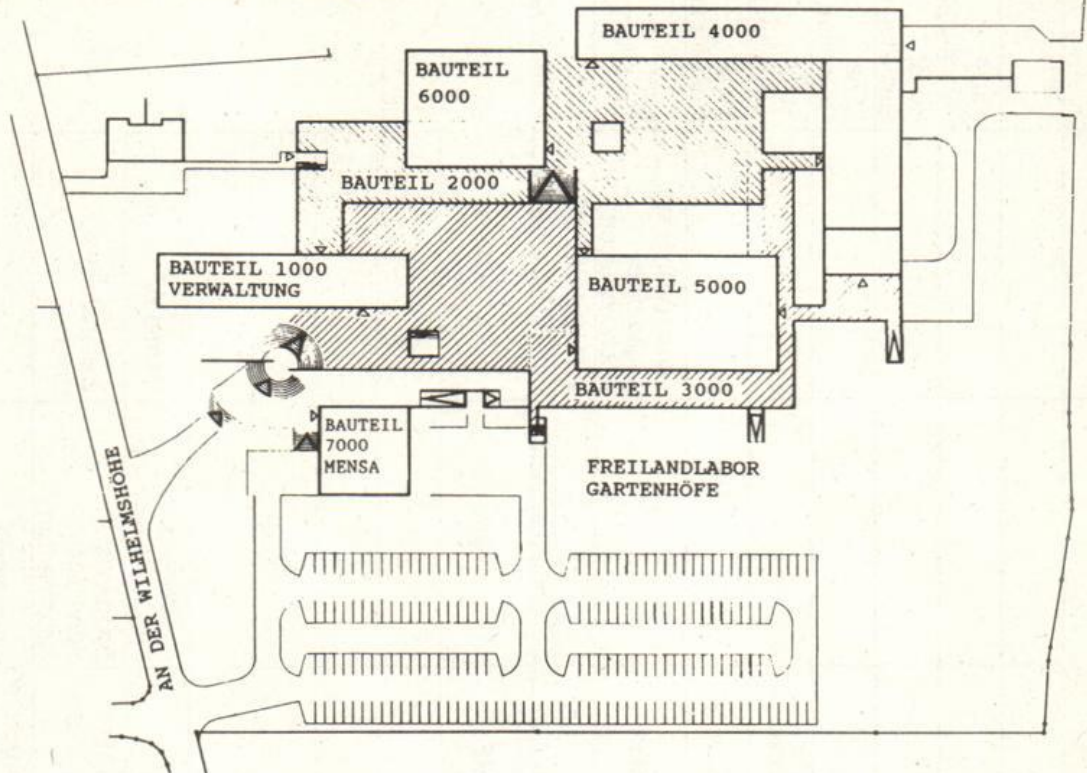 BAUTEIL 4000
BAUTEIL
6000
BAUTEIL 2000
BAUTEIL 1000
VERWALTUNG
BAUTEIL 5000
BAUTEIL 3000
BAUTEIL
7000
MENSA
FREILANDLABOR
GARTENHÖFE
AN DER WILHELMSHÖHE